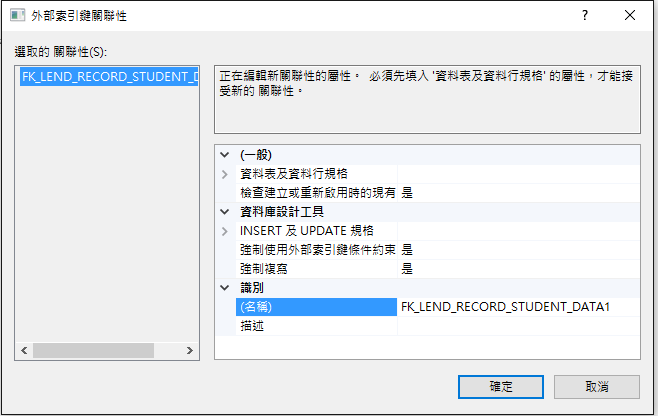 外部索引鍵關聯性
選取的 關聯性(S):
FK_LEND_RECORD_STUDENT_D
正在編輯新關聯性的屬性。 必須先填入 '資料表及資料行規格' 的屬性，才能接
受新的 關聯性。
(一般)
資料表及資料行規格
檢查建立或重新啟用時的現有 是
資料庫設計工具
INSERT 及 UPDATE 規格
強制使用外部索引鍵條件約束 是
強制複寫 是
識別
(名稱) FK_LEND_RECORD_STUDENT_DATA1
描述
確定 取消